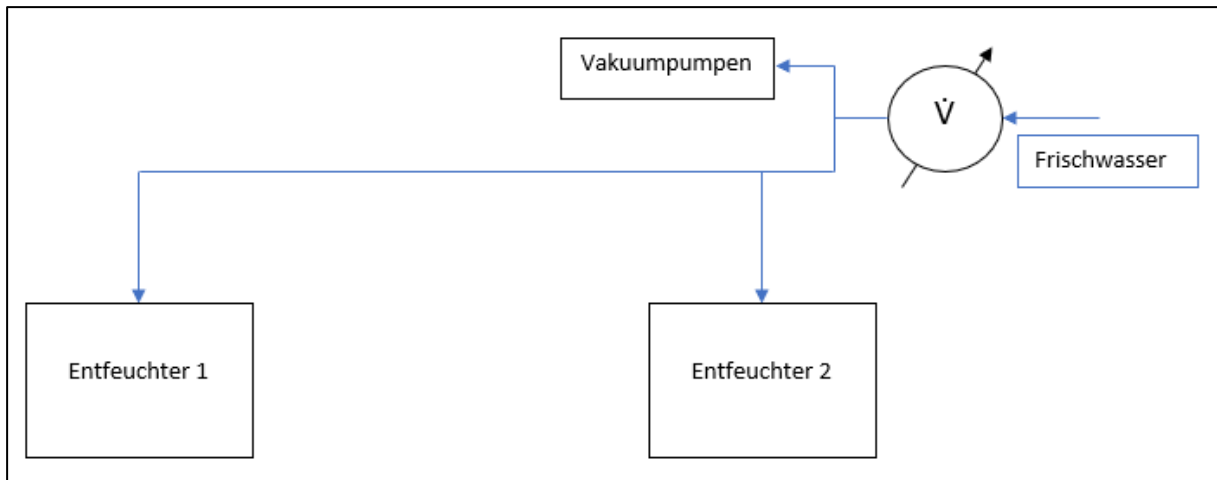 Vakuumpumpen
V̇
Frischwasser
Entfeuchter 1
Entfeuchter 2